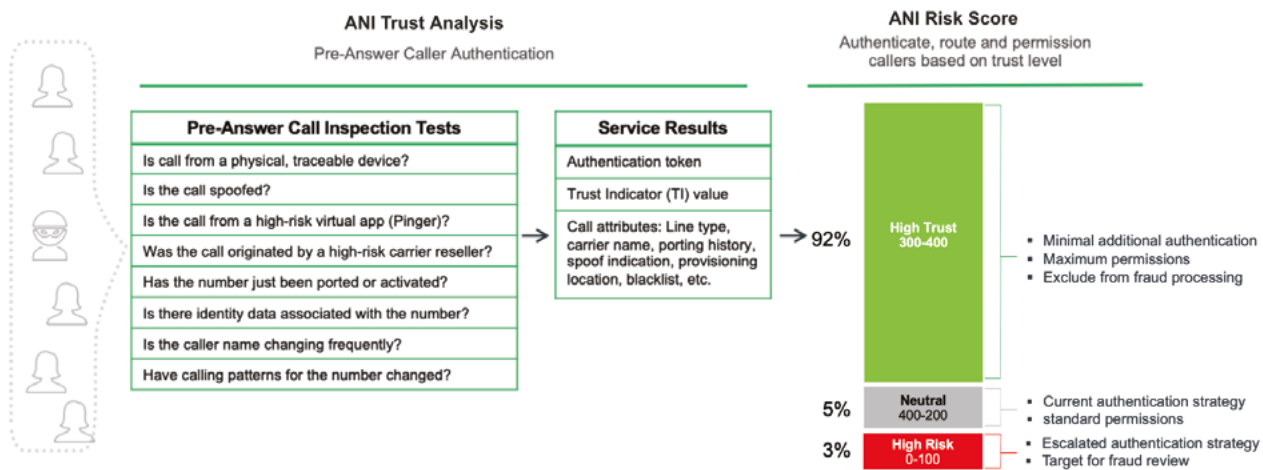 ANI Trust Analysis
Pre-Answer Caller Authentication
ANI Risk Score
Authenticate, route and permission
callers based on trust level
Pre-Answer Call Inspection Tests
Is call from a physical, traceable device?
Is the call spoofed?
Is the call from a high-risk virtual app (Pinger)?
Was the call originated by a high-risk carrier reseller?
Has the number just been ported or activated?
Is there identity data associated with the number?
Is the caller name changing frequently?
Have calling patterns for the number changed?
Service Results
Authentication token
Trust Indicator (TI) value
Call attributes: Line type,
carrier name, porting history,
spoof indication, provisioning
location, blacklist, etc.
92%
High Trust
300-400
▪ Minimal additional authentication
▪ Maximum permissions
▪ Exclude from fraud processing
5%
Neutral
400-200
▪ Current authentication strategy
▪ standard permissions
3%
High Risk
0-100
▪ Escalated authentication strategy
▪ Target for fraud review